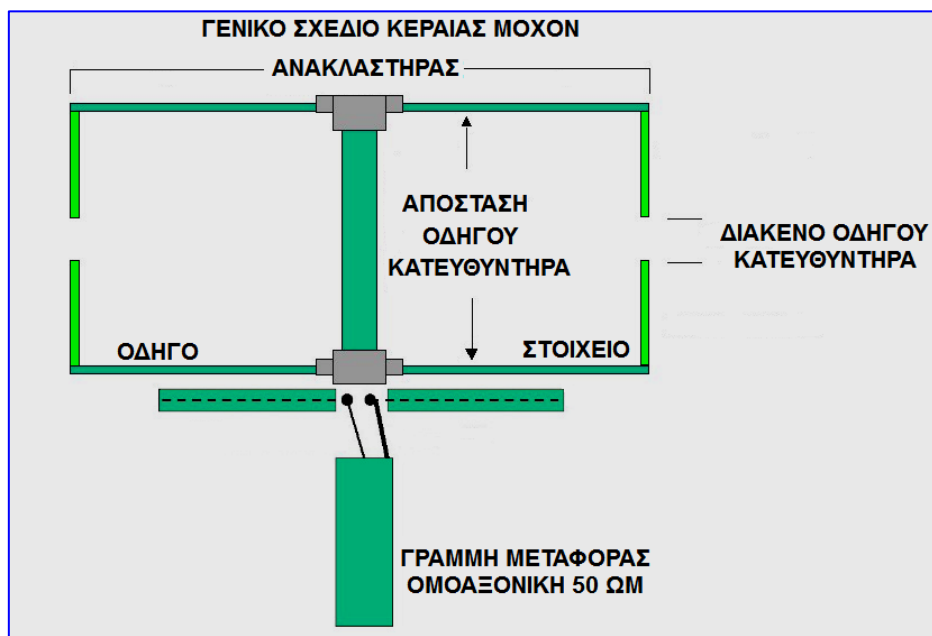 ΓΕΝΙΚΟ ΣΧΕΔΙΟ ΚΕΡΑΙΑΣ ΜΟΧΟΝ
ΑΝΑΚΛΑΣΤΗΡΑΣ
ΑΠΟΣΤΑΣΗ
ΟΔΗΓΟΥ
ΚΑΤΕΥΘΥΝΤΗΡΑ
ΔΙΑΚΕΝΟ ΟΔΗΓΟΥ
ΚΑΤΕΥΘΥΝΤΗΡΑ
ΟΔΗΓΟ
ΣΤΟΙΧΕΙΟ
ΓΡΑΜΜΗ ΜΕΤΑΦΟΡΑΣ
ΟΜΟΑΞΟΝΙΚΗ 50 ΩΜ